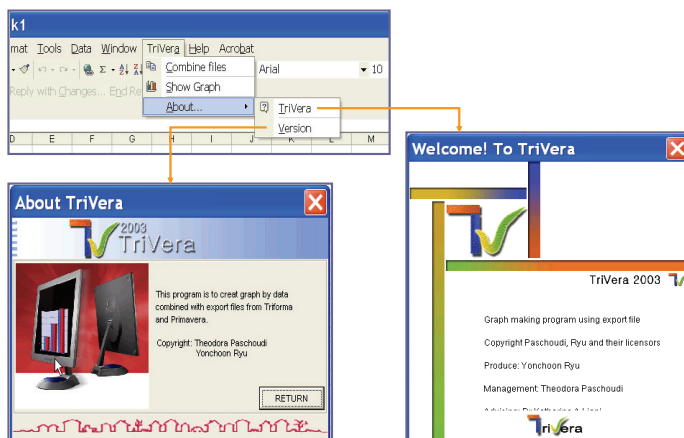 k1
mat Tools Data Window TriVera Help Acrobat
Combine files
Arial 10
Reply with Changes... End Re
Show Graph
About...
TriVera
Version
D E F G H I J K L M
About TriVera
2003
TriVera
This program is to creat graph by data
combined with export files from Triforma
and Primavera.
Copyright: Theodora Paschoudi
Yonchoon Ryu
RETURN
Welcome! To TriVera
TriVera 2003
Graph making program using export file
Copyright Paschoudi, Ryu and their licensors
Produce: Yonchoon Ryu
Management: Theodora Paschoudi
TriVera